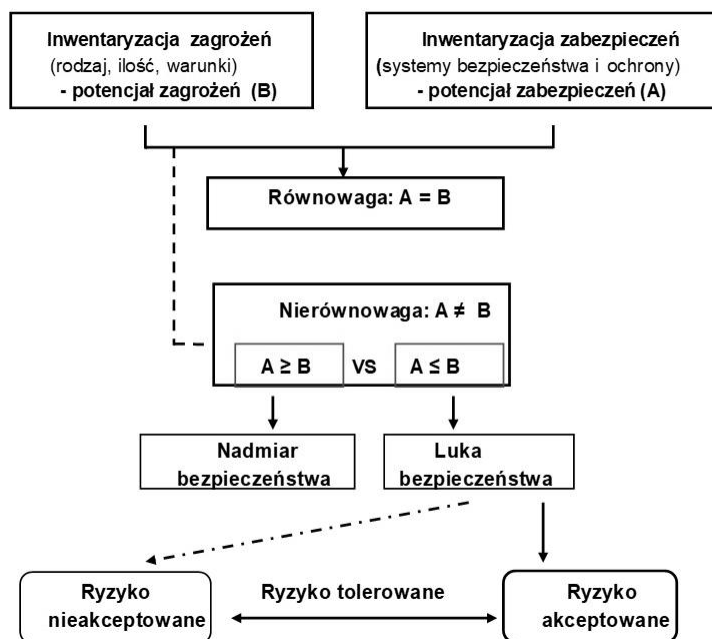 Inwentaryzacja zagrożeń
(rodzaj, ilość, warunki)
- potencjał zagrożeń (B)
Inwentaryzacja zabezpieczeń
(systemy bezpieczeństwa i ochrony)
- potencjał zabezpieczeń (A)
Równowaga: A = B
Nierównowaga: A ≠ B
A ≥ B vs A ≤ B
Nadmiar
bezpieczeństwa
Luka
bezpieczeństwa
Ryzyko
nieakceptowane
Ryzyko tolerowane
Ryzyko
akceptowane